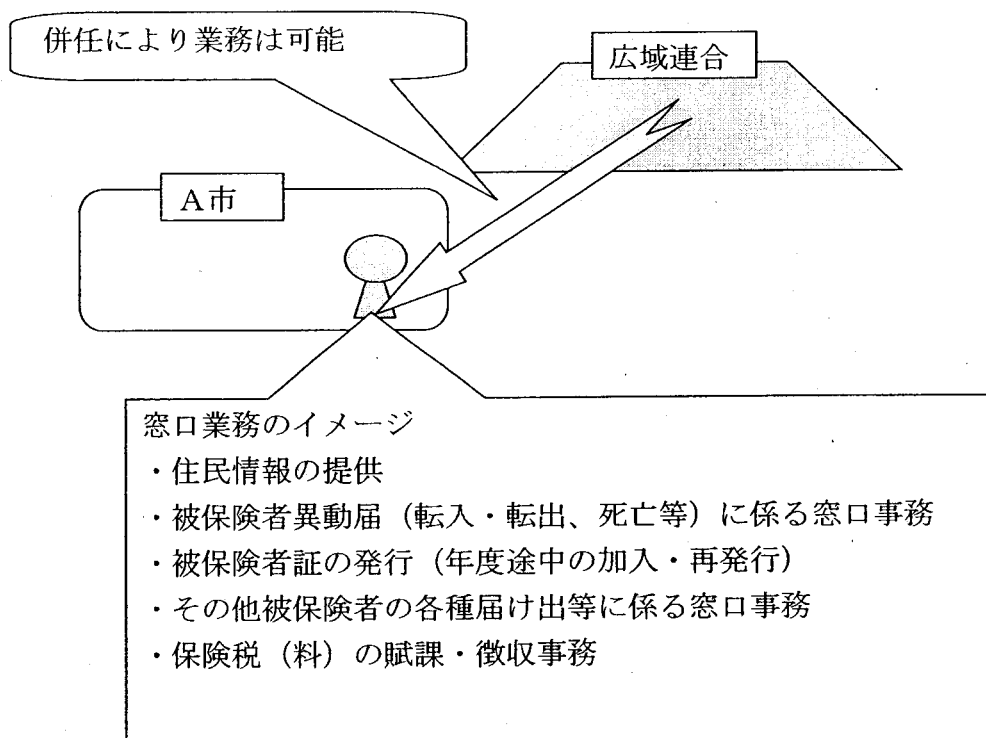 併任により業務は可能
広域連合
A市
窓口業務のイメージ
・住民情報の提供
・被保険者異動届（転入・転出、死亡等）に係る窓口事務
・被保険者証の発行（年度途中の加入・再発行）
・その他被保険者の各種届け出等に係る窓口事務
・保険税（料）の賦課・徴収事務